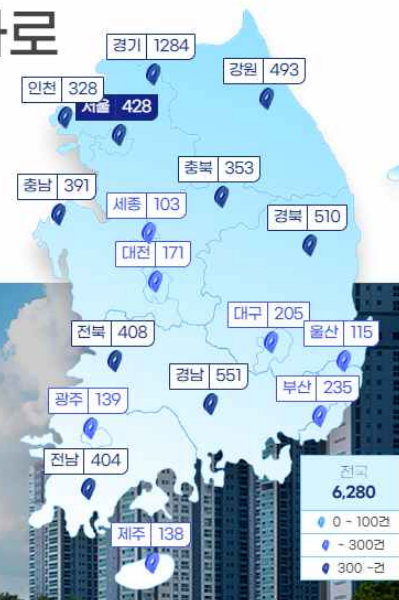 바로
경기 1284
강원 493
인천 328
서울 428
충북 353
충남 391
세종 103
경북 510
대전 171
대구 205
울산 115
전북 408
경남 551
부산 235
광주 139
전남 404
제주 138
전국
6,280
0 ~ 100건
~ 300건
300 ~건